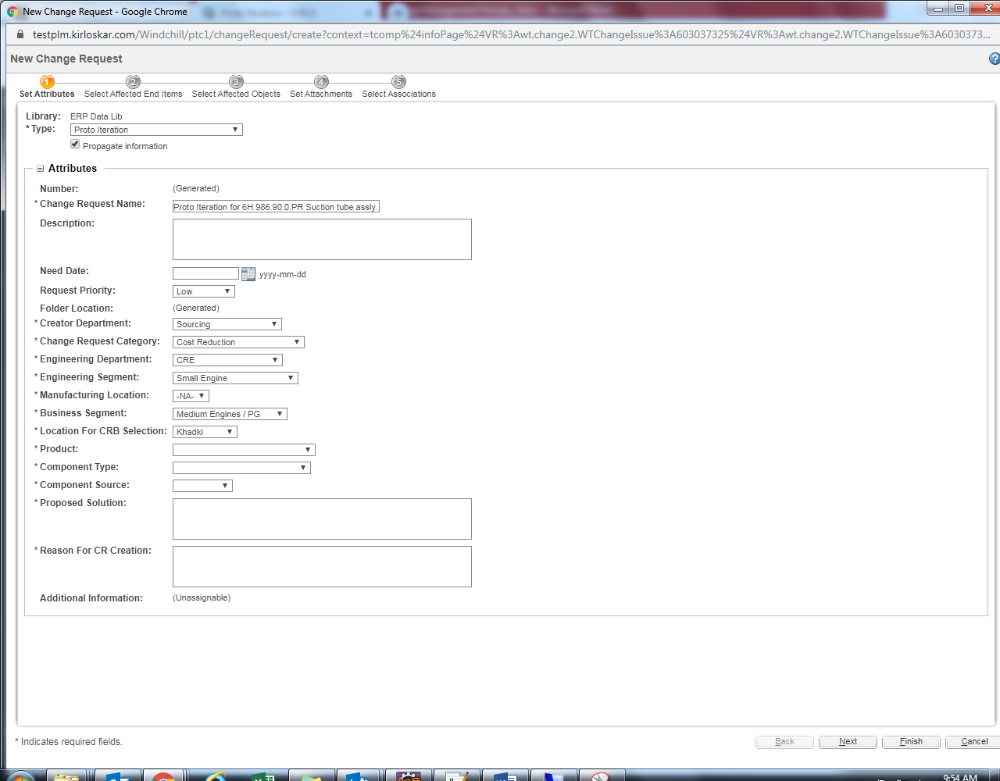 New Change Request - Google Chrome
testplm.kirloskar.com/Windchill/ptc1/changeRequest/create?context=tcomp%24infoPage%24VR%3Awt.change2.WTChangeIssue%3A603037325%24VR%3Awt.change2.WTChangeIssue%3A6030373...
New Change Request
1 2 3 4 5
Set Attributes Select Affected End Items Select Affected Objects Set Attachments Select Associations
Library: ERP Data Lib
* Type: Proto Iteration
Propagate information
Attributes
Number: (Generated)
* Change Request Name: Proto Iteration for 6H.986.90.0.PR Suction tube assly.
Description:
Need Date: yyyy-mm-dd
Request Priority: Low
Folder Location: (Generated)
* Creator Department: Sourcing
* Change Request Category: Cost Reduction
* Engineering Department: CRE
* Engineering Segment: Small Engine
* Manufacturing Location: -NA-
* Business Segment: Medium Engines / PG
* Location For CRB Selection: Khadki
* Product:
* Component Type:
* Component Source:
* Proposed Solution:
* Reason For CR Creation:
Additional Information: (Unassignable)
* Indicates required fields.
Back Next Finish Cancel
9:54 AM